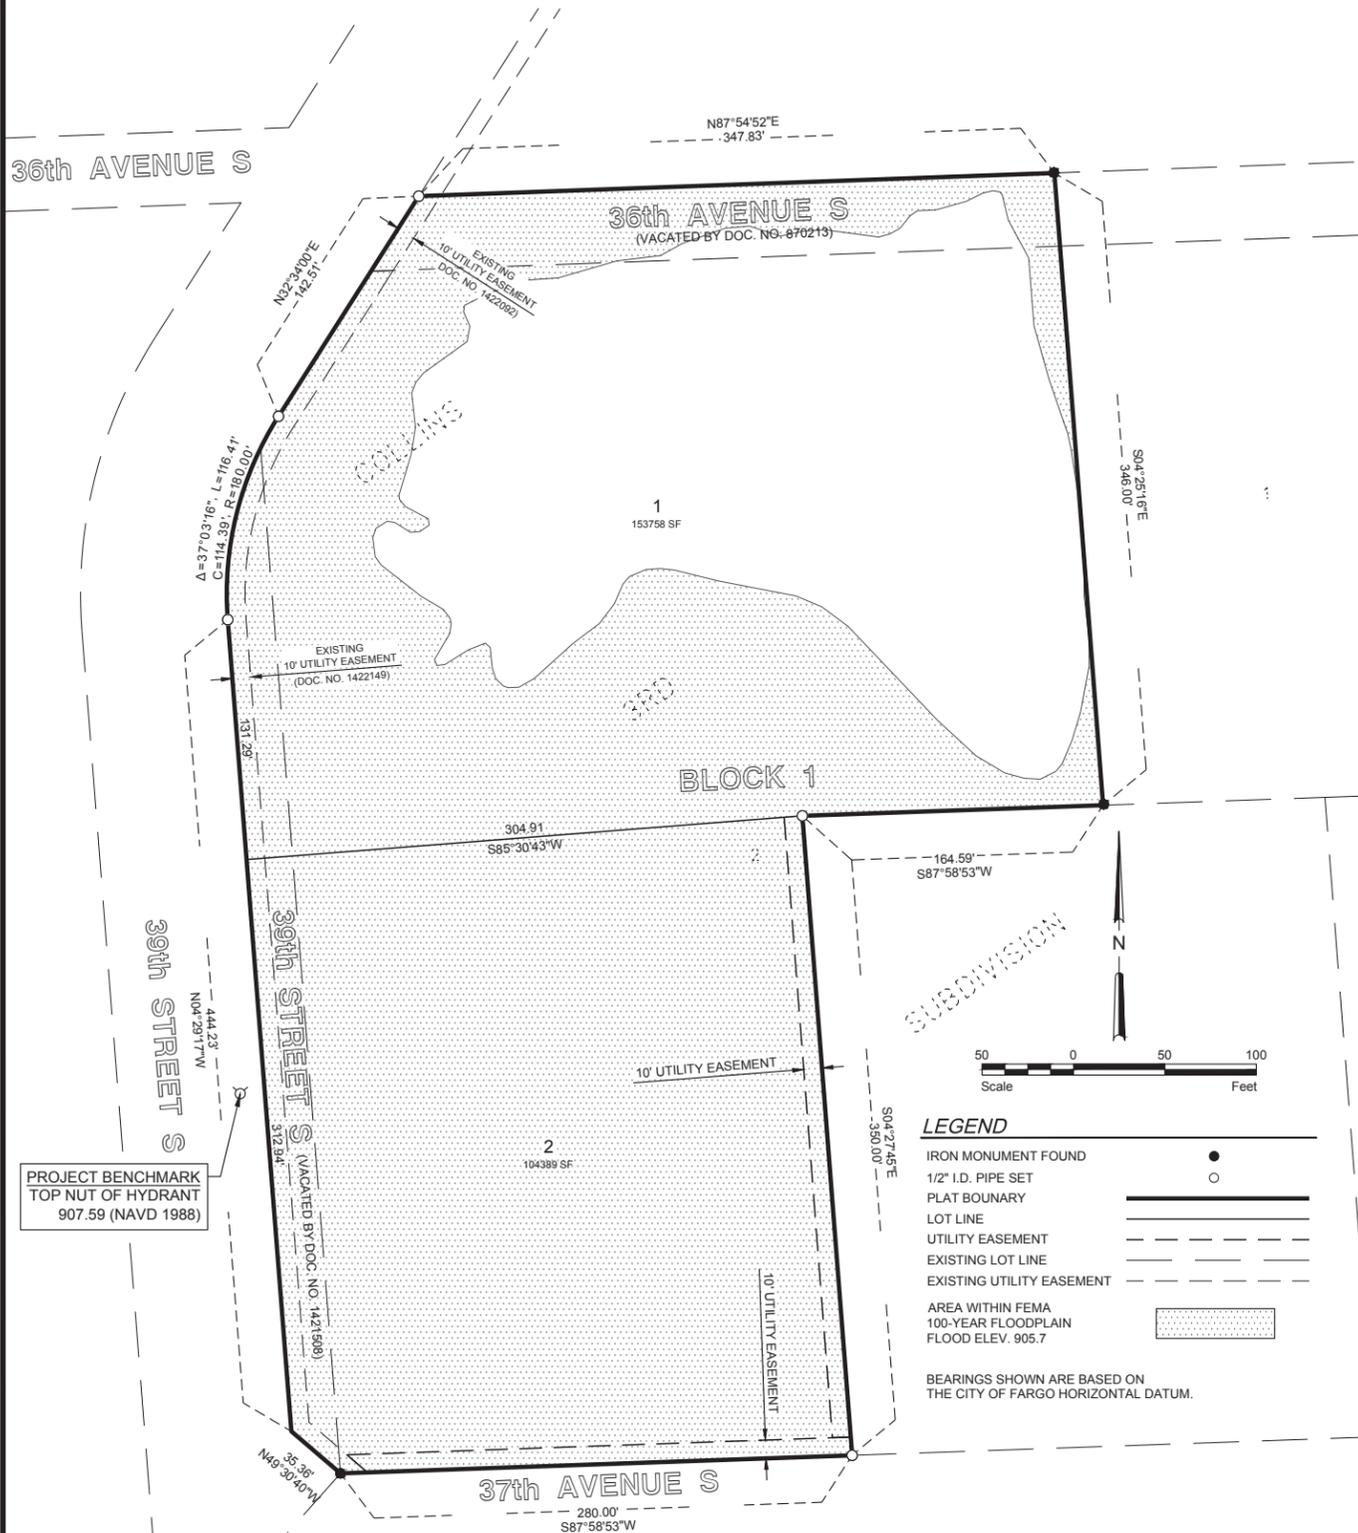 N87°54'52"E
347.83'
36th AVENUE S
36th AVENUE S
(VACATED BY DOC. NO. 870213)
EXISTING
10' UTILITY EASEMENT
DOC. NO. 1422092)
N32°34'00"E
142.51'
COLLINS
Δ=37°03'16", L=116.41'
C=114.39', R=180.00'
1
153758 SF
S04°25'16"E
346.00'
1
EXISTING
10' UTILITY EASEMENT
(DOC. NO. 1422149)
3RD
131.29'
BLOCK 1
304.91
S85°30'43"W
2
164.59'
S87°58'53"W
SUBDIVISION
N
39th STREET S
444.23'
N04°29'17"W
39th STREET S
(VACATED BY DOC. NO. 1421508)
312.94'
10' UTILITY EASEMENT
2
104389 SF
S04°27'45"E
350.00'
50 0 50 100
Scale Feet
PROJECT BENCHMARK
TOP NUT OF HYDRANT
907.59 (NAVD 1988)
LEGEND
IRON MONUMENT FOUND
1/2" I.D. PIPE SET
PLAT BOUNARY
LOT LINE
UTILITY EASEMENT
EXISTING LOT LINE
EXISTING UTILITY EASEMENT
AREA WITHIN FEMA
100-YEAR FLOODPLAIN
FLOOD ELEV. 905.7
BEARINGS SHOWN ARE BASED ON
THE CITY OF FARGO HORIZONTAL DATUM.
10' UTILITY EASEMENT
35.36'
N49°30'40"W
37th AVENUE S
280.00'
S87°58'53"W